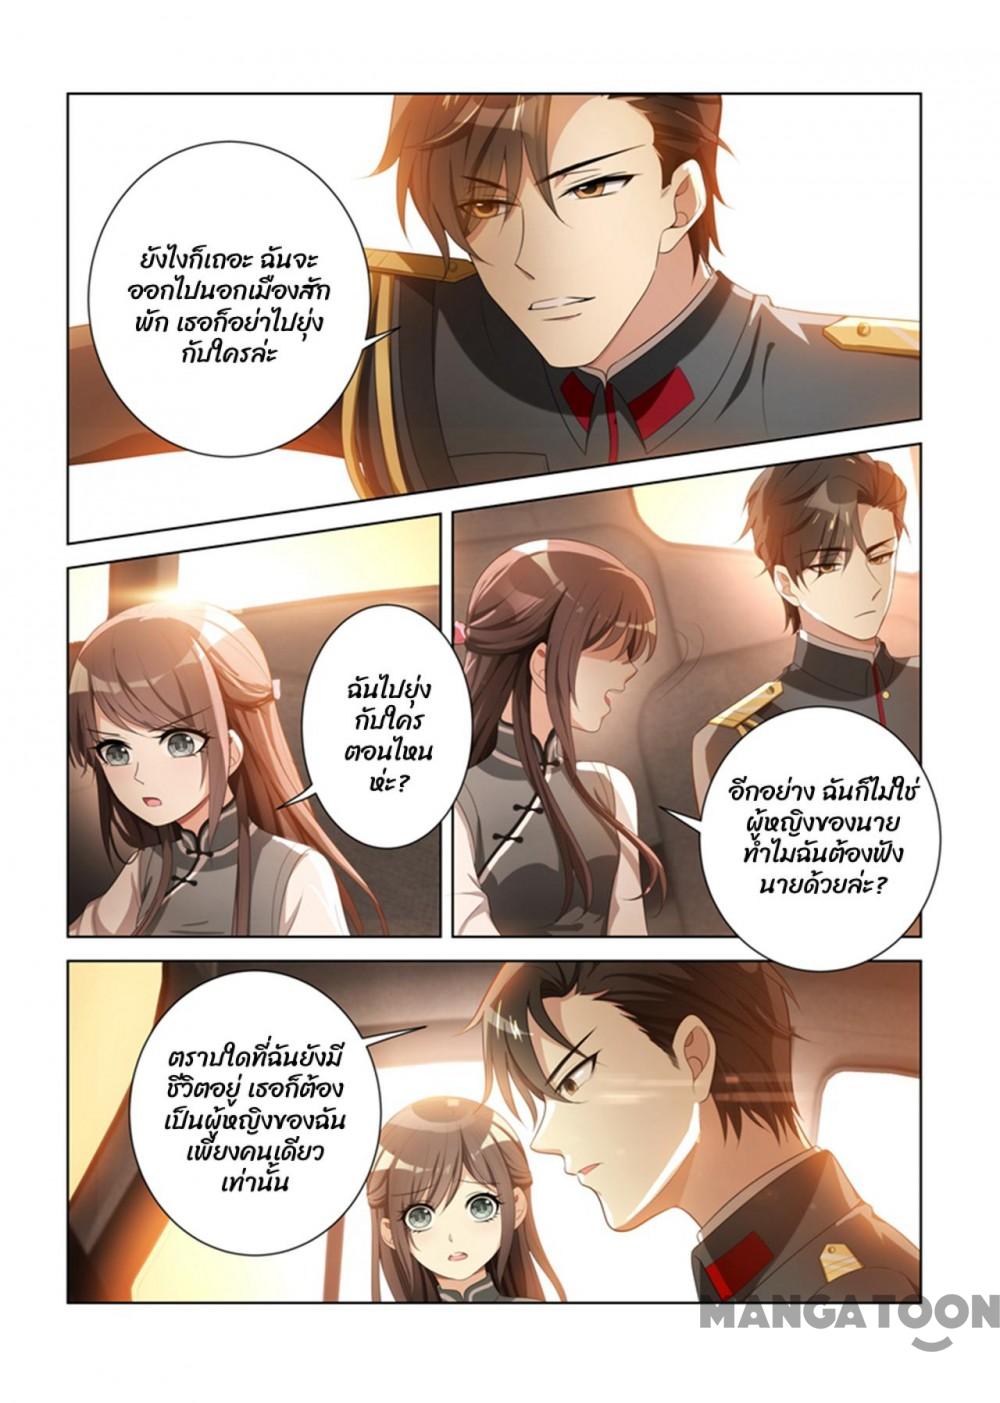 ยังไงก็เถอะ ฉันจะ
ออกไปนอกเมืองสัก
พัก เธอก็อย่าไปยุ่ง
กับใครล่ะ
ฉันไปยุ่ง
กับใคร
ตอนไหน
ห่ะ?
อีกอย่าง ฉันก็ไม่ใช่
ผู้หญิงของนาย
ทำไมฉันต้องฟัง
นายด้วยล่ะ?
ตราบใดที่ฉันยังมี
ชีวิตอยู่ เธอก็ต้อง
เป็นผู้หญิงของฉัน
เพียงคนเดียว
เท่านั้น
MANGATOON